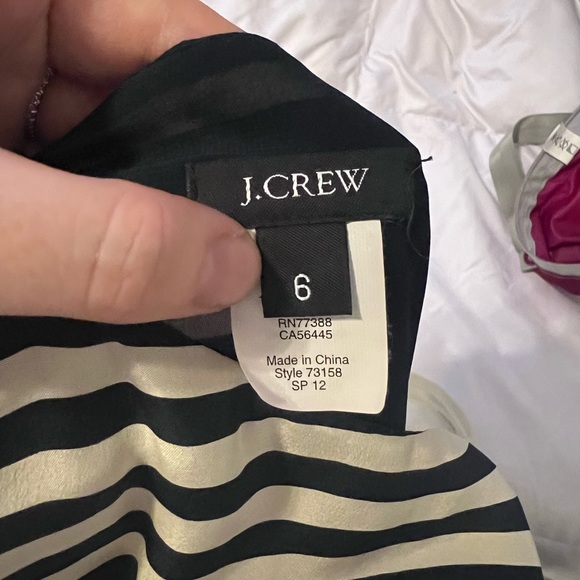 J.CREW
6
RN77388
CA56445
Made in China
Style 73158
SP 12